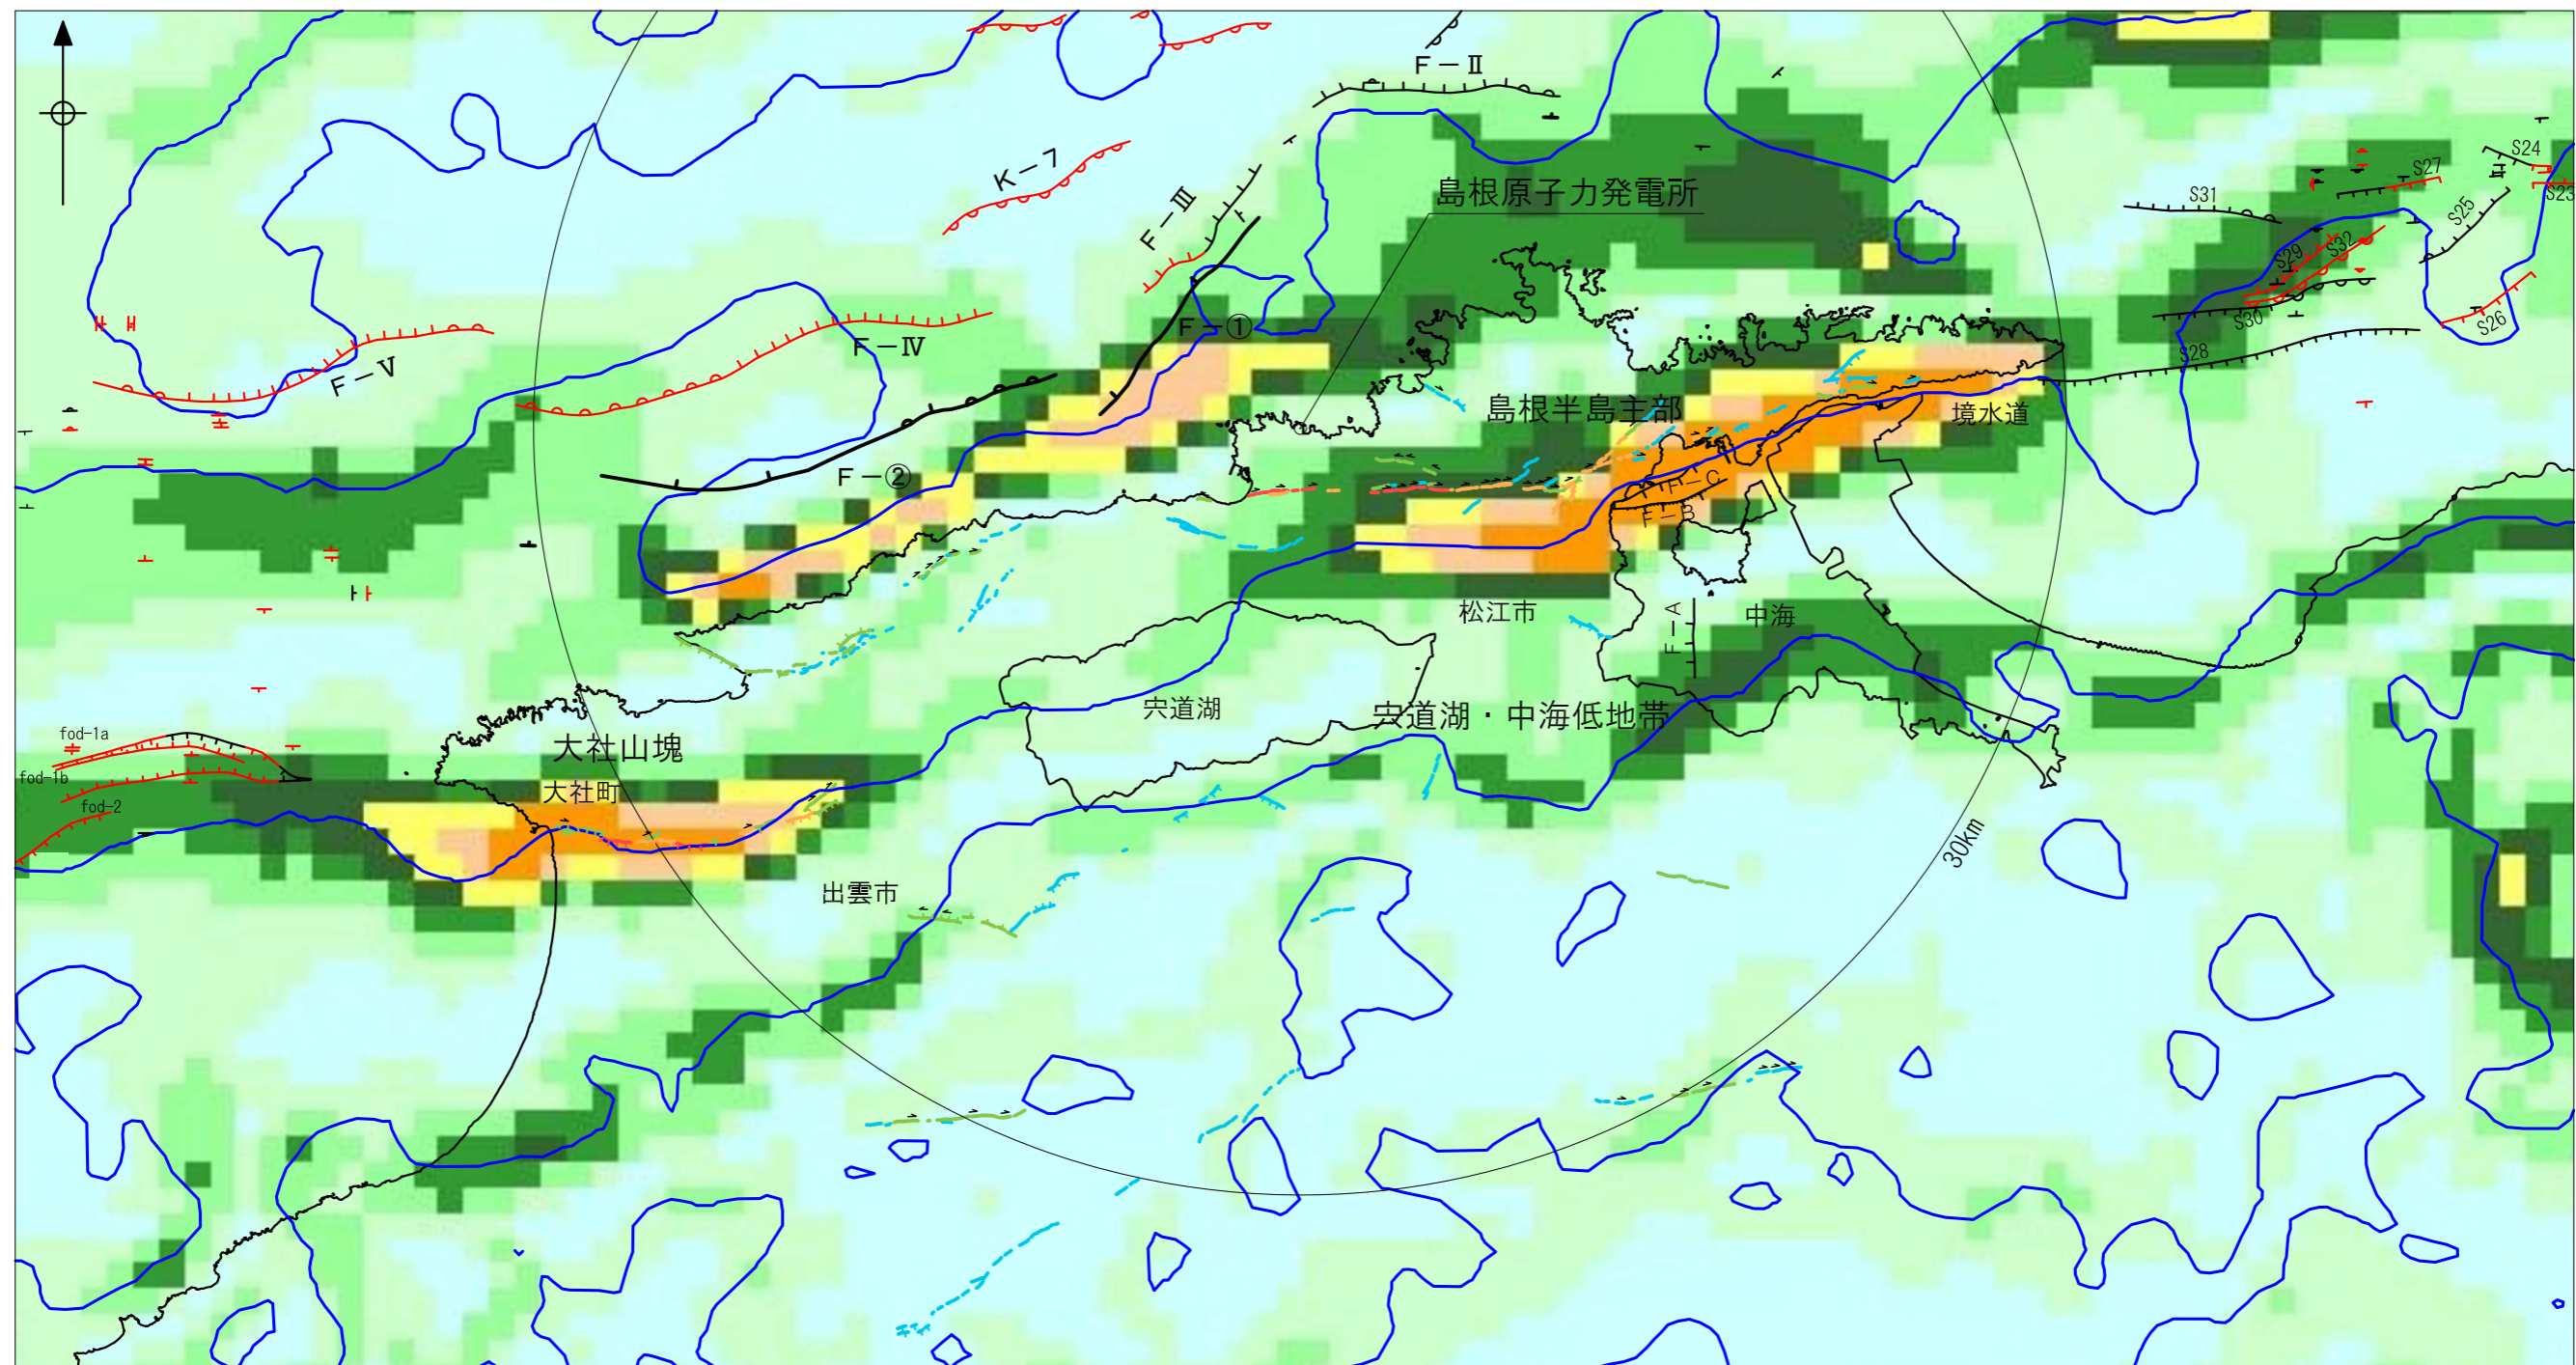 F-Ⅱ
K-7
F-Ⅲ
島根原子力発電所
S24
S27
S23
S31
S25
S29
S32
S30
S26
S28
F-①
F-Ⅳ
F-Ⅴ
島根半島主部
境水道
F-②
F-C
F-B
松江市
中海
F-A
宍道湖
宍道湖・中海低地帯
fod-1a
大社山塊
fod-1b
大社町
fod-2
30km
出雲市